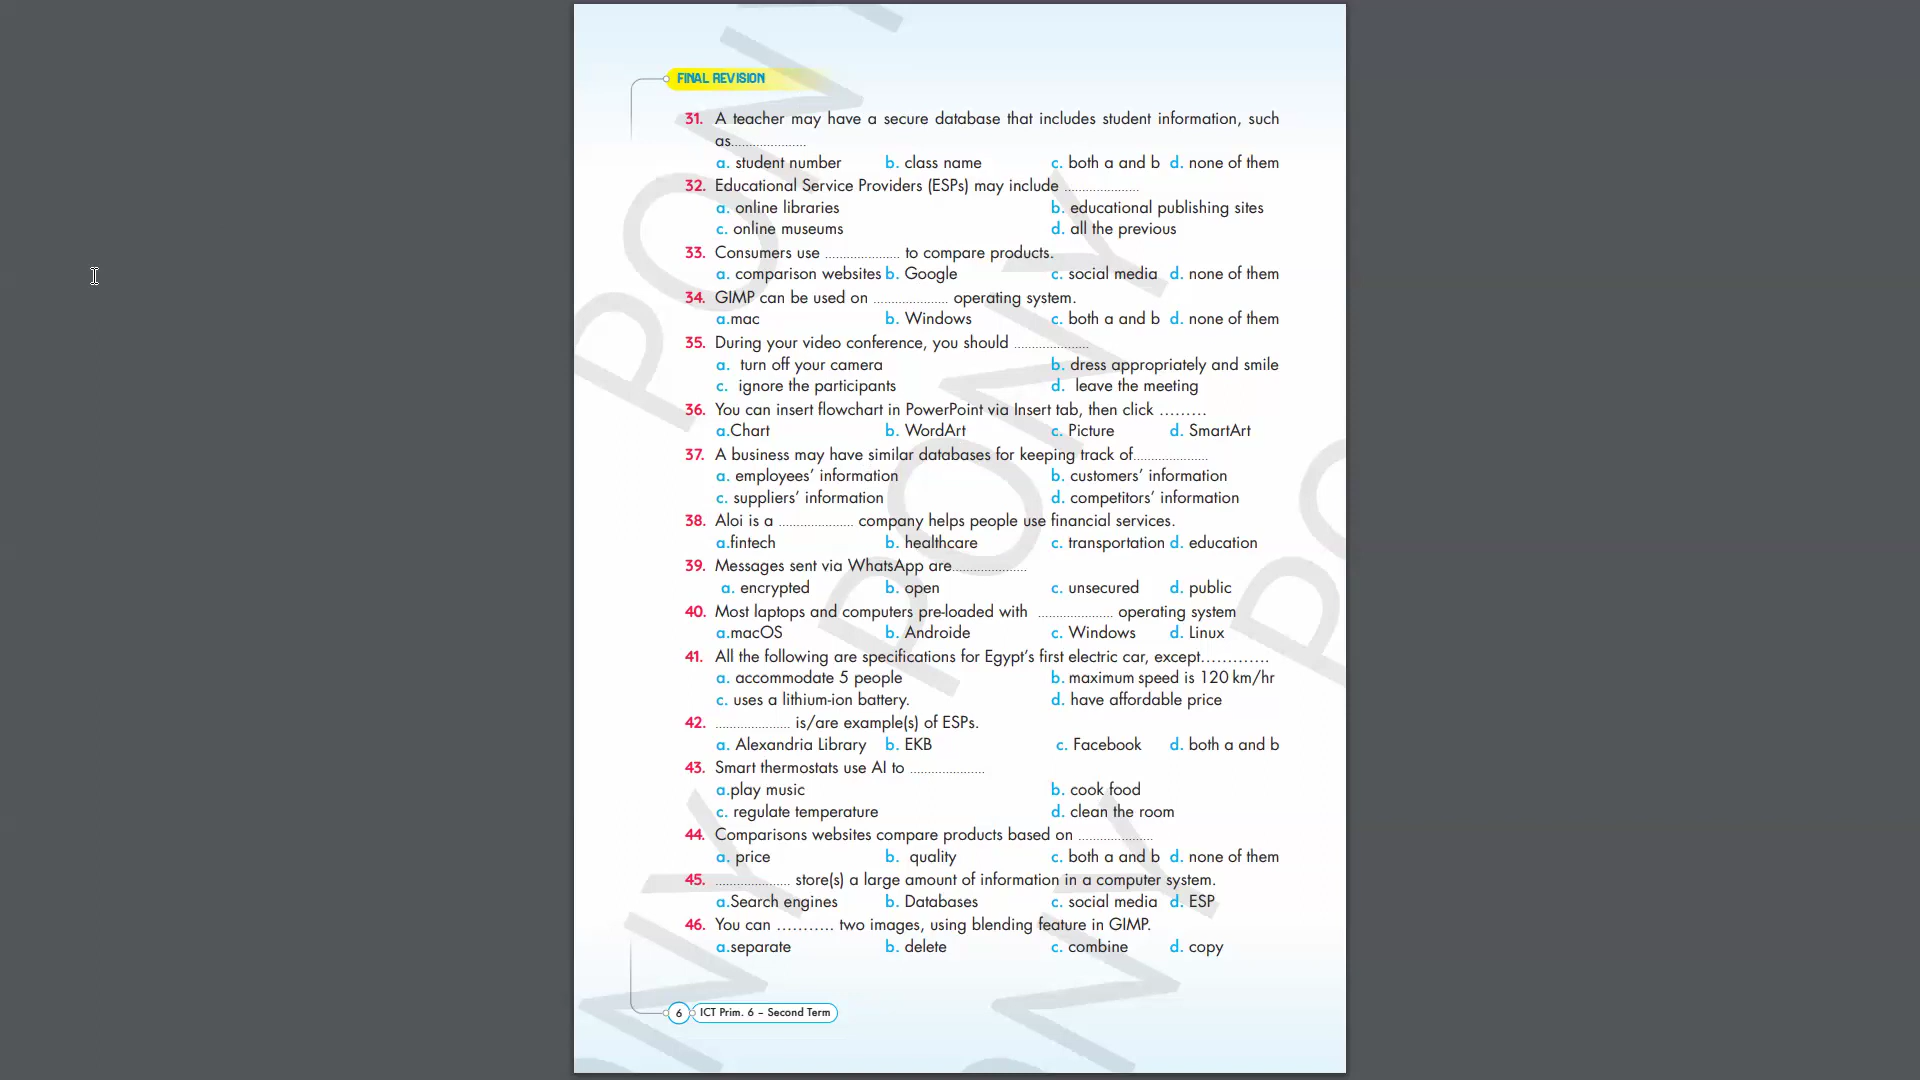 FINAL REVISION
31. A teacher may have a secure database that includes student information, such
as.....................
a. student number b. class name c. both a and b d. none of them
32. Educational Service Providers (ESPs) may include .....................
a. online libraries b. educational publishing sites
c. online museums d. all the previous
33. Consumers use ..................... to compare products.
a. comparison websites b. Google c. social media d. none of them
34. GIMP can be used on ..................... operating system.
a.mac b. Windows c. both a and b d. none of them
35. During your video conference, you should .....................
a. turn off your camera b. dress appropriately and smile
c. ignore the participants d. leave the meeting
36. You can insert flowchart in PowerPoint via Insert tab, then click .........
a.Chart b. WordArt c. Picture d. SmartArt
37. A business may have similar databases for keeping track of.....................
a. employees' information b. customers' information
c. suppliers' information d. competitors' information
38. Aloi is a ..................... company helps people use financial services.
a.fintech b. healthcare c. transportation d. education
39. Messages sent via WhatsApp are.....................
a. encrypted b. open c. unsecured d. public
40. Most laptops and computers pre-loaded with ..................... operating system
a.macOS b. Androide c. Windows d. Linux
41. All the following are specifications for Egypt's first electric car, except.............
a. accommodate 5 people b. maximum speed is 120 km/hr
c. uses a lithium-ion battery. d. have affordable price
42. ..................... is/are example(s) of ESPs.
a. Alexandria Library b. EKB c. Facebook d. both a and b
43. Smart thermostats use AI to .....................
a.play music b. cook food
c. regulate temperature d. clean the room
44. Comparisons websites compare products based on .....................
a. price b. quality c. both a and b d. none of them
45. ..................... store(s) a large amount of information in a computer system.
a.Search engines b. Databases c. social media d. ESP
46. You can ........... two images, using blending feature in GIMP.
a.separate b. delete c. combine d. copy
6 ICT Prim. 6 – Second Term
PONY
PONY
PONY
PONY
PONY